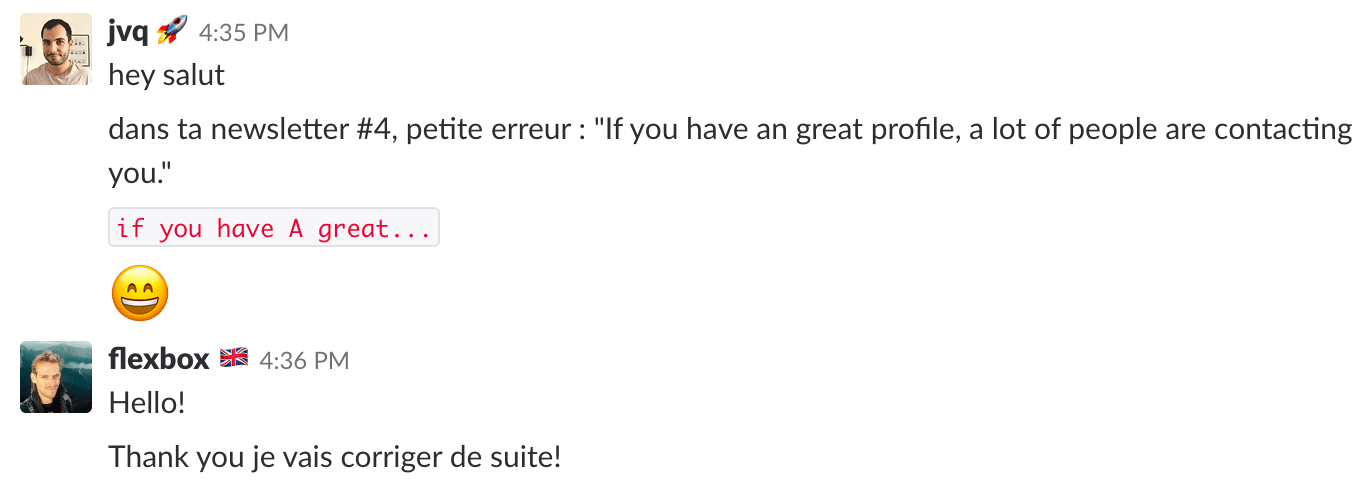 jvq 🚀 4:35 PM
hey salut
dans ta newsletter #4, petite erreur : "If you have an great profile, a lot of people are contacting
you."
if you have A great...
😄
flexbox 🇬🇧 4:36 PM
Hello!
Thank you je vais corriger de suite!